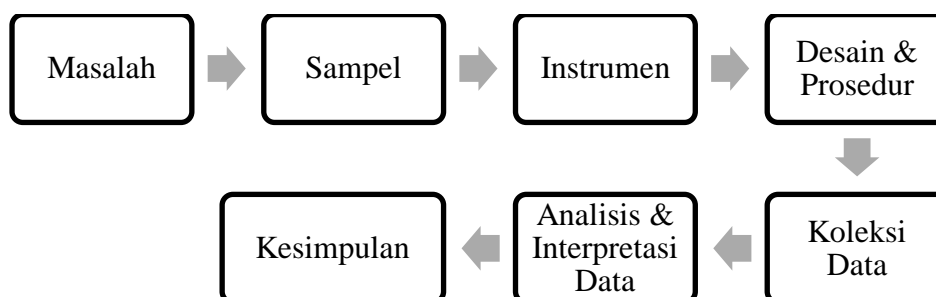 Masalah
Sampel
Instrumen
Desain &
Prosedur
Koleksi
Data
Analisis &
Interpretasi
Data
Kesimpulan